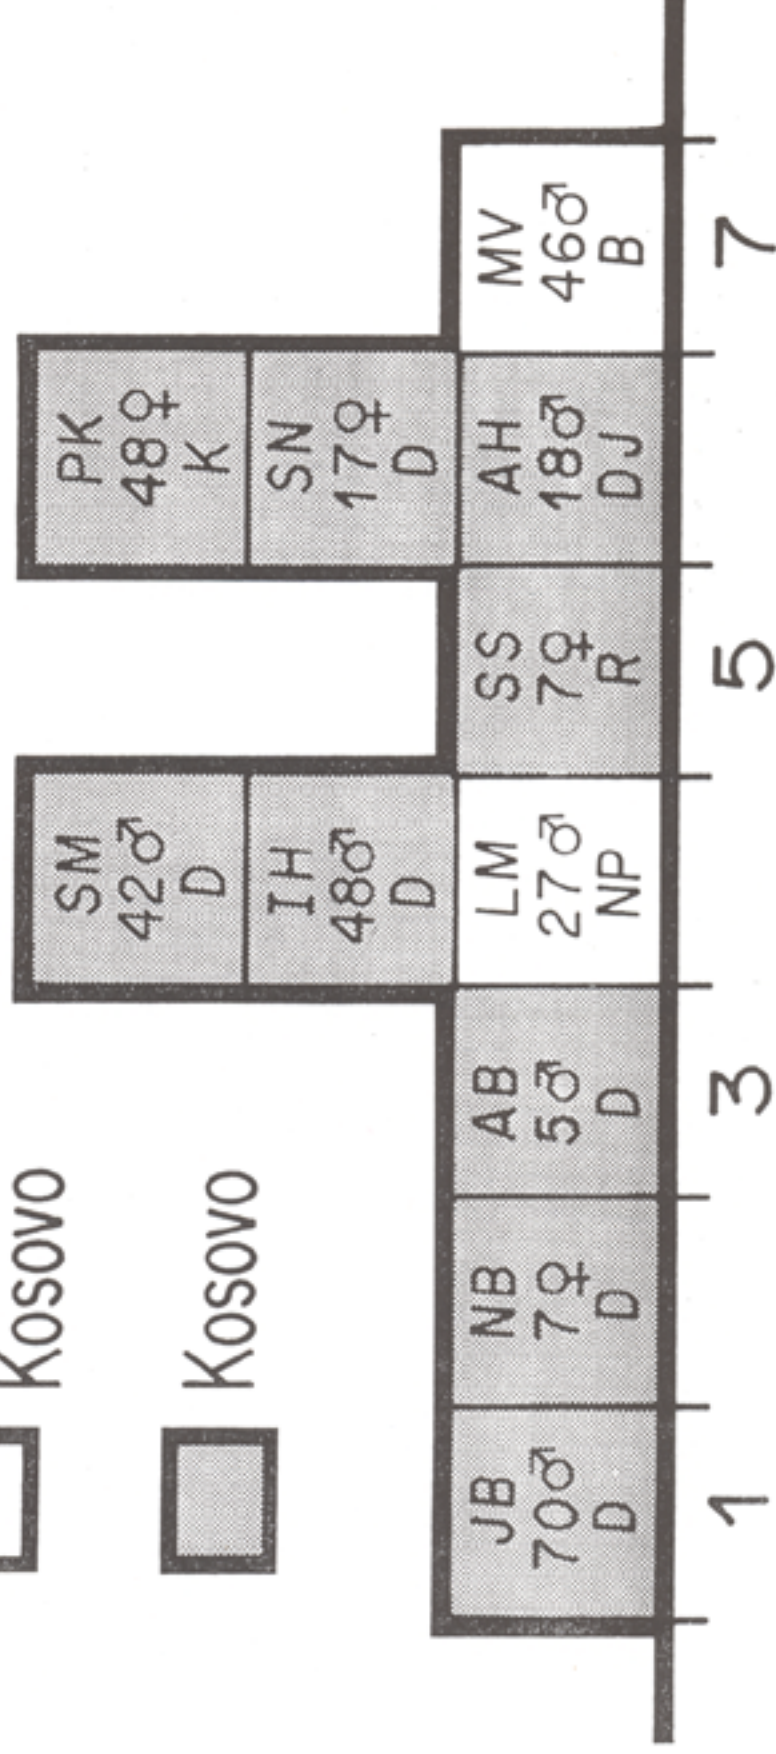 Kosovo
Kosovo
SM
42♂
D
PK
48♀
K
IH
48♂
D
SN
17♀
D
JB
70♂
D
NB
7♀
D
AB
5♂
D
LM
27♂
NP
SS
7♀
R
AH
18♂
DJ
MV
46♂
B
1
3
5
7